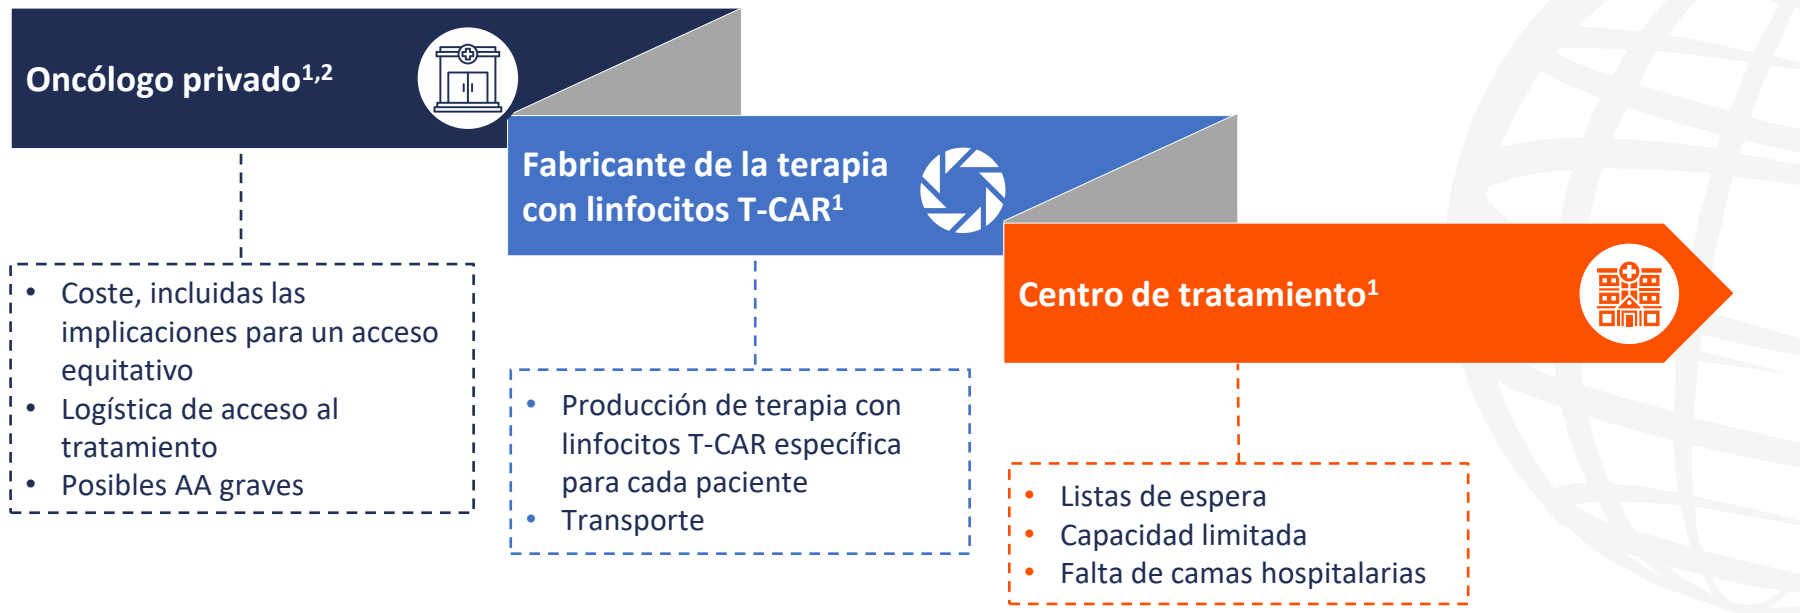 Oncólogo privado1,2
• Coste, incluidas las
implicaciones para un acceso
equitativo
• Logística de acceso al
tratamiento
• Posibles AA graves
Fabricante de la terapia
con linfocitos T-CAR1
• Producción de terapia con
linfocitos T-CAR específica
para cada paciente
• Transporte
Centro de tratamiento1
• Listas de espera
• Capacidad limitada
• Falta de camas hospitalarias